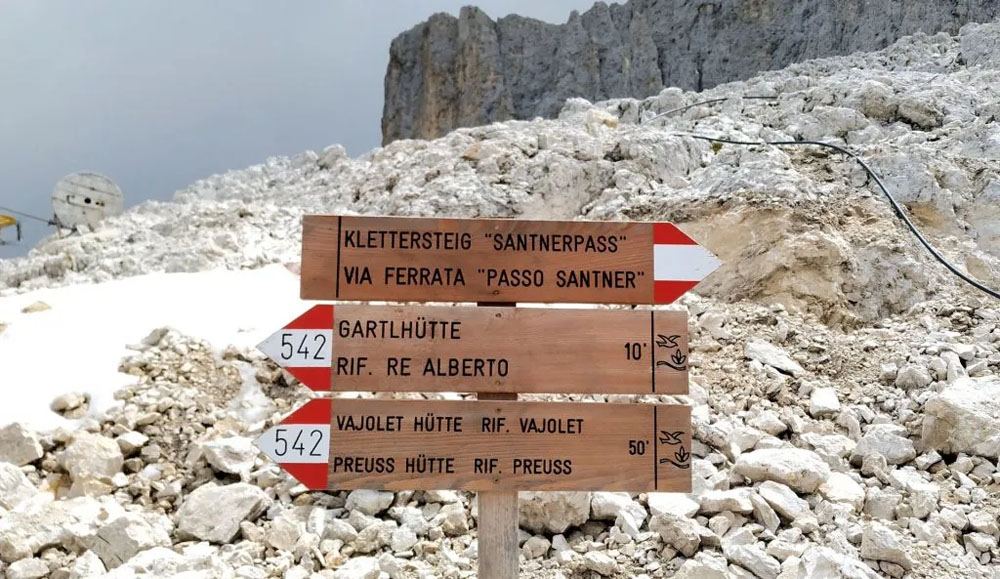 KLETTERSTEIG "SANTNERPASS"
VIA FERRATA "PASSO SANTNER"
542 GARTLHÜTTE 10'
RIF. RE ALBERTO
542 VAJOLET HÜTTE RIF. VAJOLET 50'
PREUSS HÜTTE RIF. PREUSS